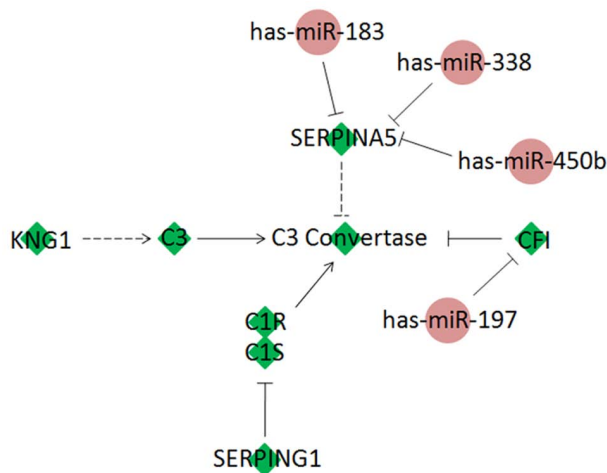 has-miR-183
has-miR-338
SERPINA5
has-miR-450b
KNG1
C3
C3 Convertase
CFI
C1R
C1S
has-miR-197
SERPING1